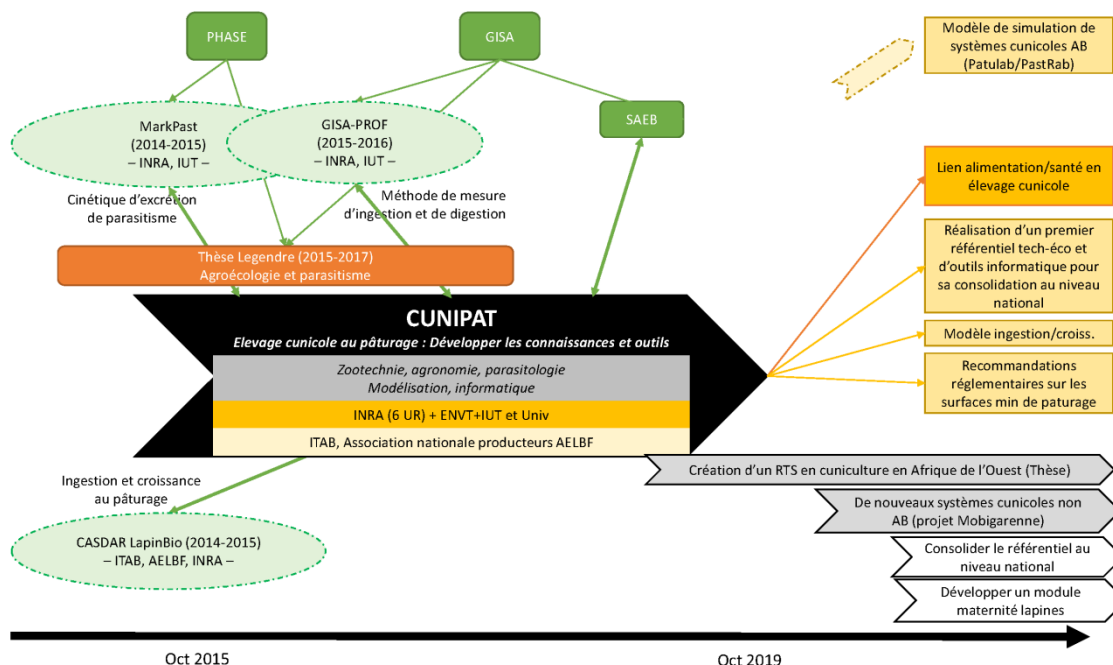 PHASE
GISA
SAEB
MarkPast
(2014-2015)
– INRA, IUT –
GISA-PROF
(2015-2016)
– INRA, IUT –
Cinétique d'excrétion
de parasitisme
Méthode de mesure
d'ingestion et de digestion
Thèse Legendre (2015-2017)
Agroécologie et parasitisme
CUNIPAT
Elevage cunicole au pâturage : Développer les connaissances et outils
Zootechnie, agronomie, parasitologie
Modélisation, informatique
INRA (6 UR) + ENVT+IUT et Univ
ITAB, Association nationale producteurs AELBF
Ingestion et croissance
au pâturage
CASDAR LapinBio (2014-2015)
– ITAB, AELBF, INRA –
Modèle de simulation de
systèmes cunicoles AB
(Patulab/PastRab)
Lien alimentation/santé en
élevage cunicole
Réalisation d'un premier
référentiel tech-éco et
d'outils informatique pour
sa consolidation au niveau
national
Modèle ingestion/croiss.
Recommandations
réglementaires sur les
surfaces min de paturage
Création d'un RTS en cuniculture en Afrique de l'Ouest (Thèse)
De nouveaux systèmes cunicoles non
AB (projet Mobigarenne)
Consolider le référentiel au
niveau national
Développer un module
maternité lapines
Oct 2015
Oct 2019